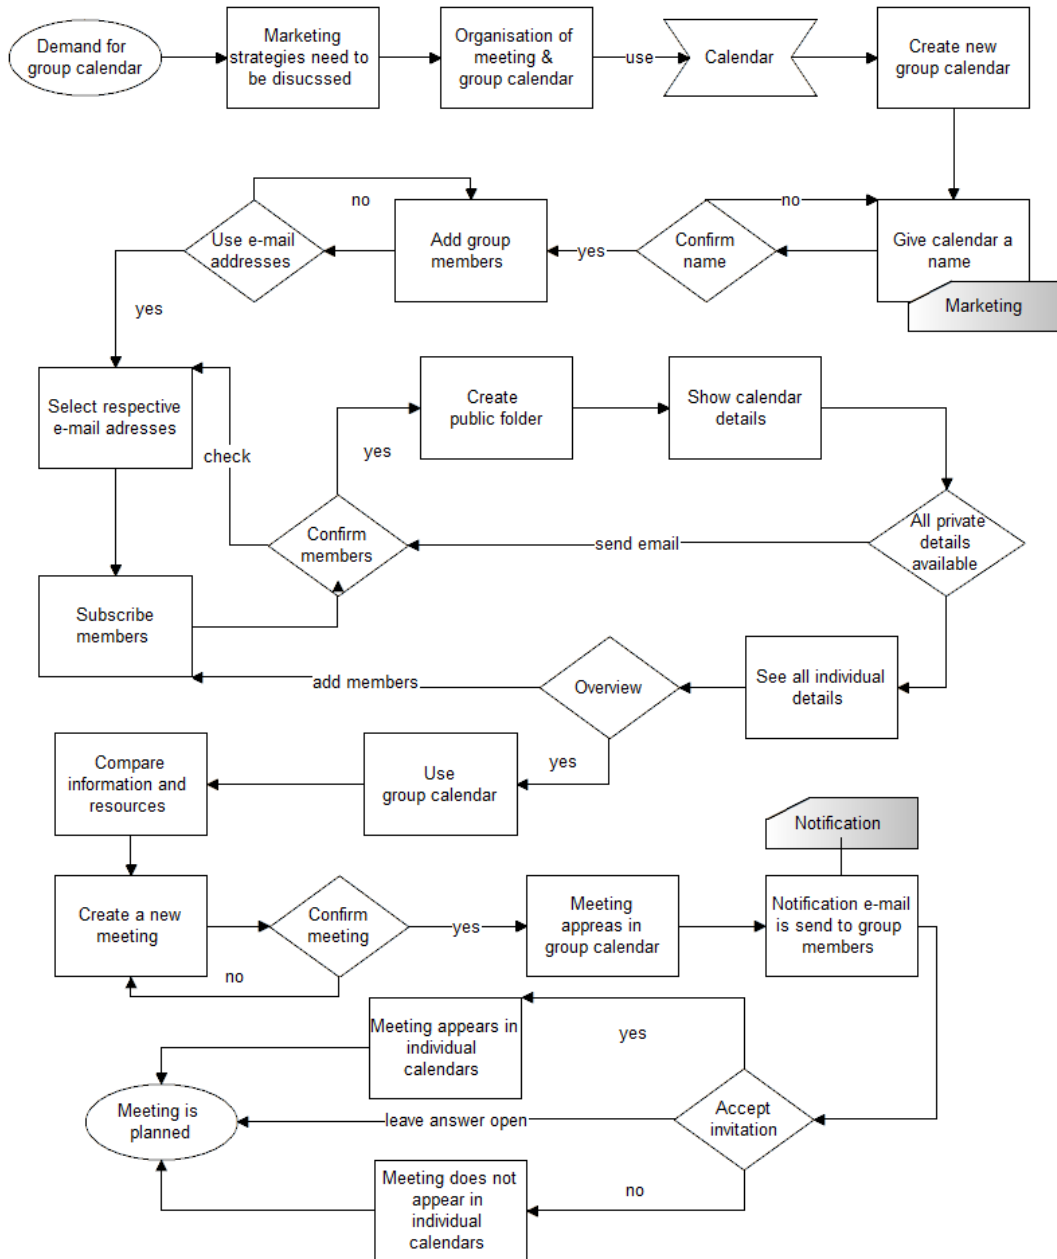 Demand for
group calendar
Marketing
strategies need to
be disucssed
Organisation of
meeting &
group calendar
use
Calendar
Create new
group calendar
no
Use e-mail
addresses
Add group
members
yes
Confirm
name
no
Give calendar a
name
Marketing
yes
Select respective
e-mail adresses
check
yes
Create
public folder
Show calendar
details
Confirm
members
send email
All private
details
available
Subscribe
members
add members
Overview
See all individual
details
yes
Compare
information and
resources
Use
group calendar
Notification
Create a new
meeting
Confirm
meeting
yes
no
Meeting
appreas in
group calendar
Notification e-mail
is send to group
members
Meeting appears in
individual
calendars
yes
Meeting is
planned
leave answer open
Accept
invitation
Meeting does not
appear in
individual
calendars
no